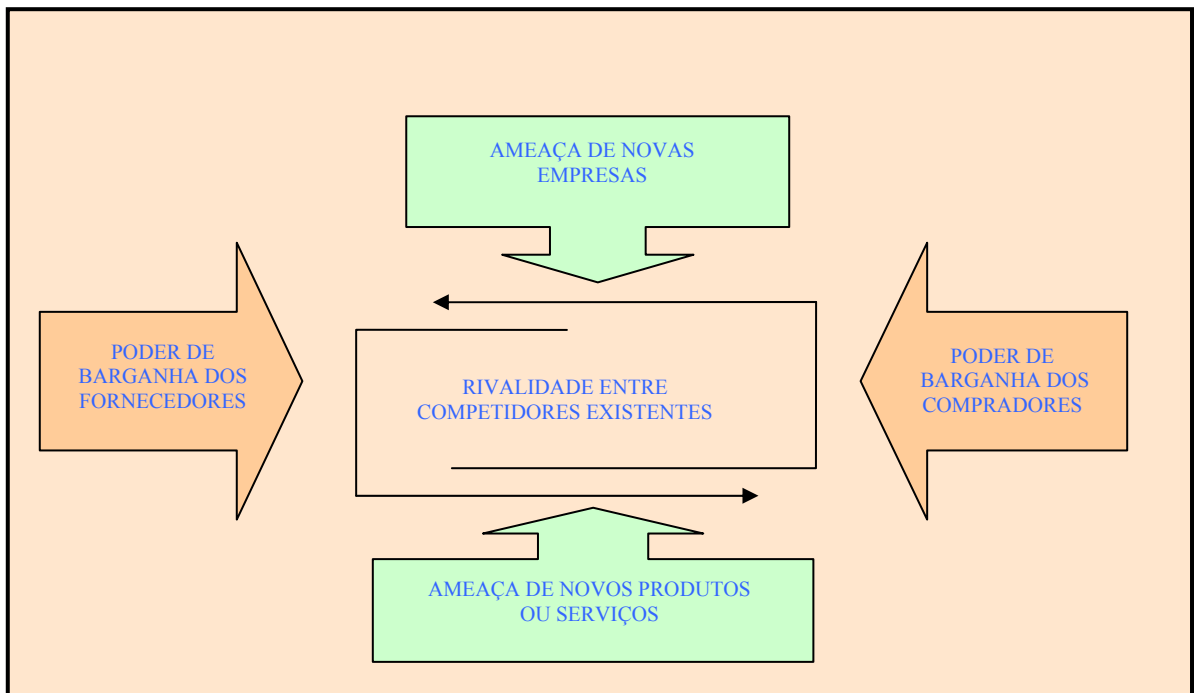 AMEAÇA DE NOVAS
EMPRESAS
PODER DE
BARGANHA DOS
FORNECEDORES
RIVALIDADE ENTRE
COMPETIDORES EXISTENTES
PODER DE
BARGANHA DOS
COMPRADORES
AMEAÇA DE NOVOS PRODUTOS
OU SERVIÇOS